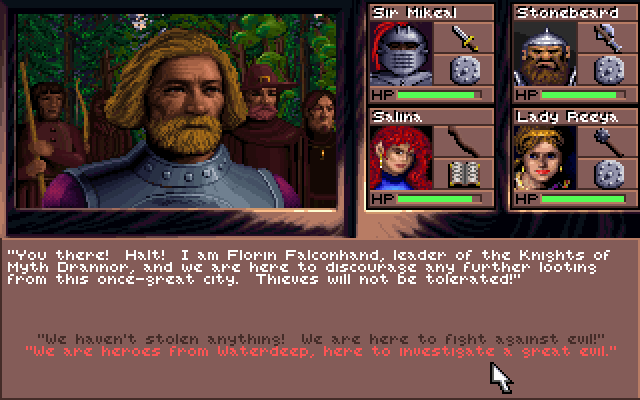 Sir Mikeal
Stonebeard
HP
HP
Salina
Lady Reeya
HP
HP
"You there!  Halt!  I am Florin Falconhand, leader of the Knights of
Myth Drannor, and we are here to discourage any further looting
from this once-great city.  Thieves will not be tolerated!"
"We haven't stolen anything!  We are here to fight against evil!"
"We are heroes from Waterdeep, here to investigate a great evil."